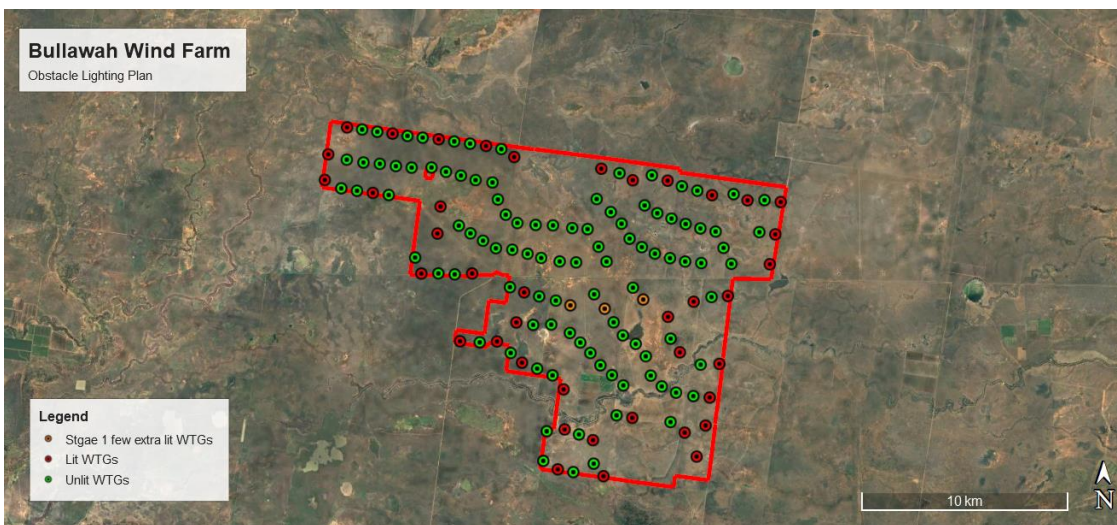 Bullawah Wind Farm
Obstacle Lighting Plan
Legend
Stgae 1 few extra lit WTGs
Lit WTGs
Unlit WTGs
10 km
N